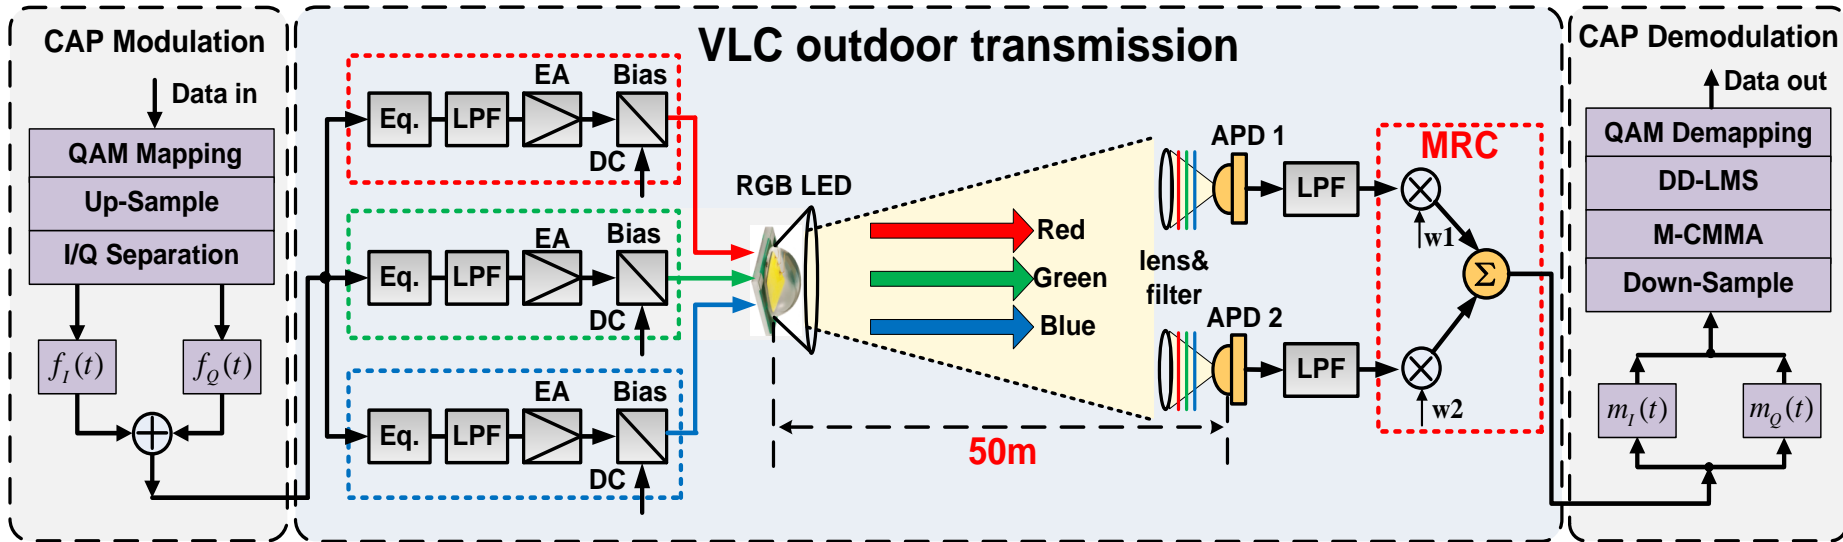 CAP Modulation
Data in
QAM Mapping
Up-Sample
I/Q Separation
f_I(t)
f_Q(t)
VLC outdoor transmission
EA
Bias
Eq.
LPF
DC
EA
Bias
Eq.
LPF
DC
EA
Bias
Eq.
LPF
DC
RGB LED
Red
Green
Blue
lens&
filter
50m
APD 1
LPF
APD 2
LPF
MRC
w1
Σ
w2
CAP Demodulation
Data out
QAM Demapping
DD-LMS
M-CMMA
Down-Sample
m_I(t)
m_Q(t)